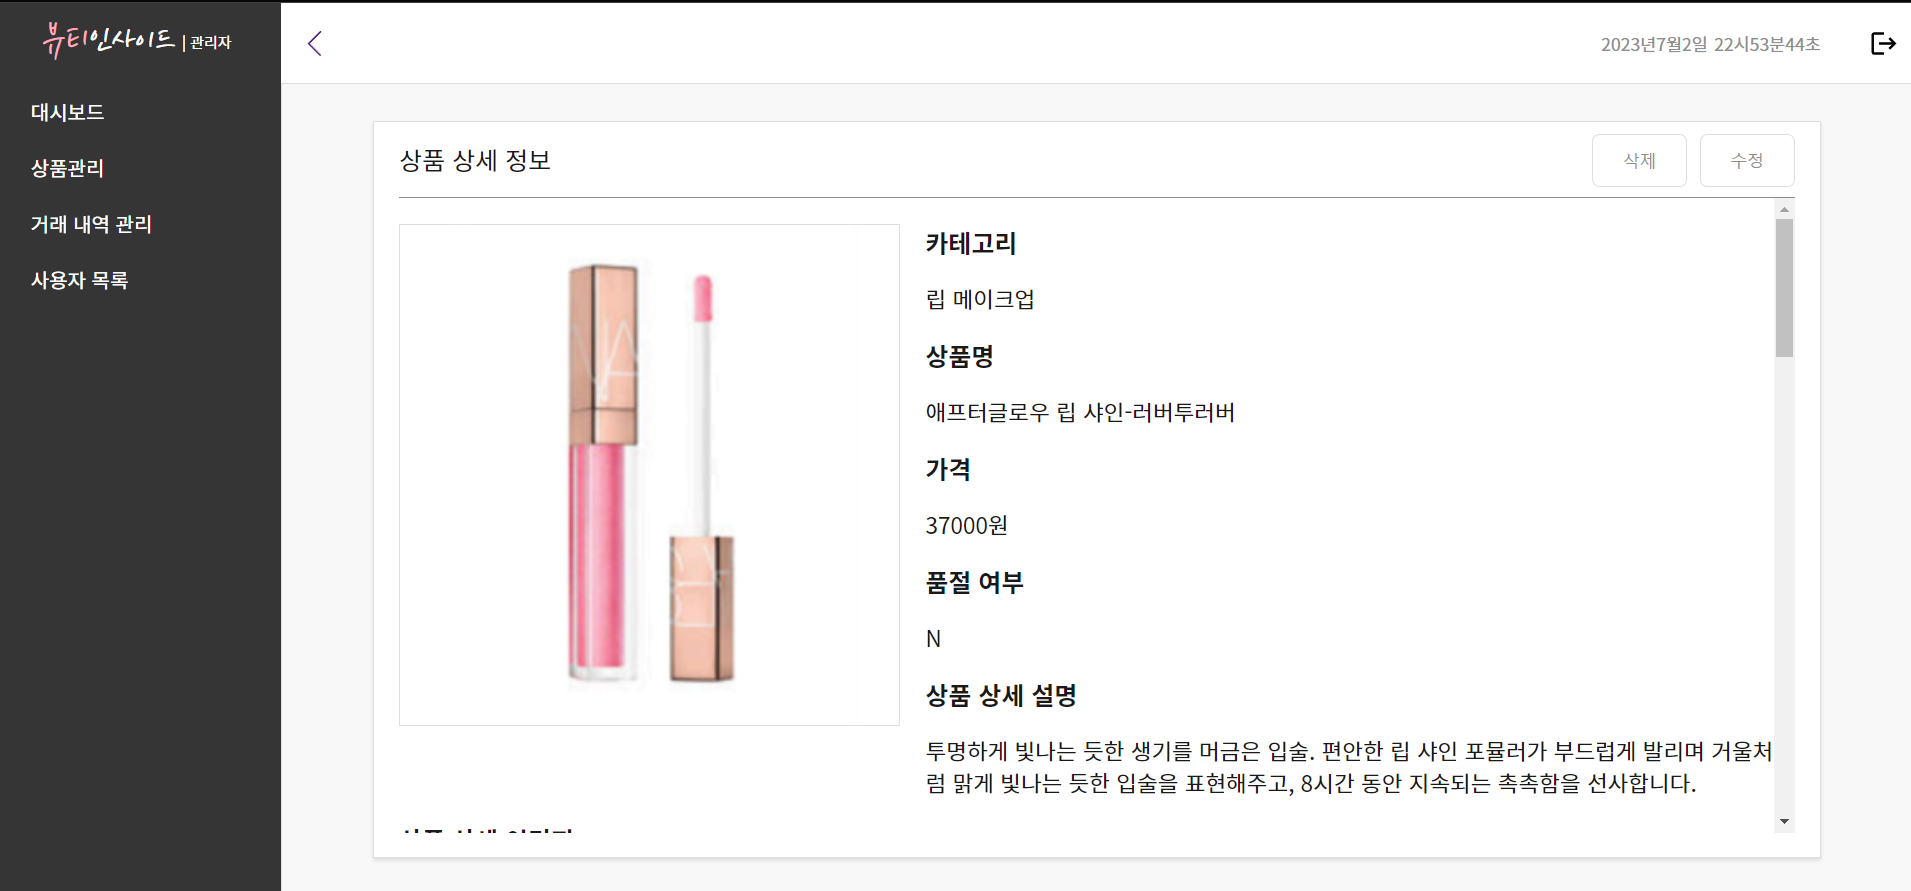 뷰티인사이드 | 관리자
2023년7월2일 22시53분44초
대시보드
상품관리
거래 내역 관리
사용자 목록
상품 상세 정보
삭제
수정
카테고리
립 메이크업
상품명
애프터글로우 립 샤인-러버투러버
가격
37000원
품절 여부
N
상품 상세 설명
투명하게 빛나는 듯한 생기를 머금은 입술. 편안한 립 샤인 포뮬러가 부드럽게 발리며 거울처
럼 맑게 빛나는 듯한 입술을 표현해주고, 8시간 동안 지속되는 촉촉함을 선사합니다.